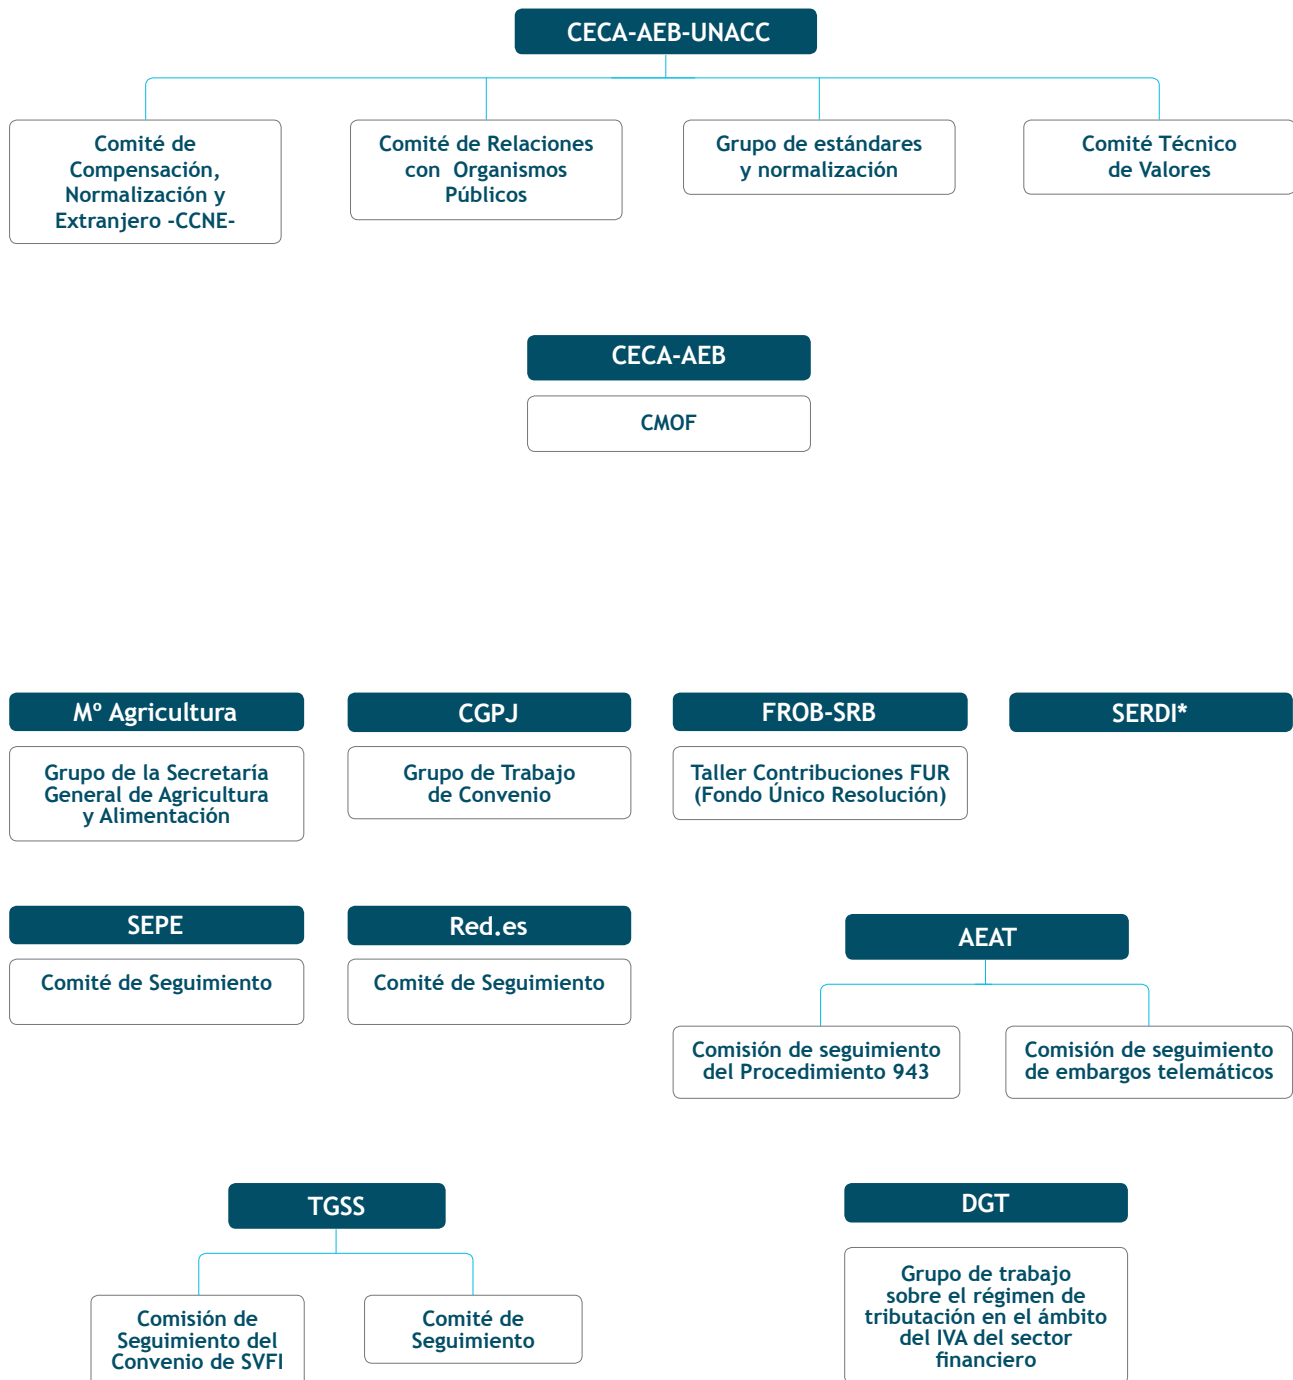 CECA-AEB-UNACC
Comité de
Compensación,
Normalización y
Extranjero -CCNE-
Comité de Relaciones
con Organismos
Públicos
Grupo de estándares
y normalización
Comité Técnico
de Valores
CECA-AEB
CMOF
Mº Agricultura
Grupo de la Secretaría
General de Agricultura
y Alimentación
CGPJ
Grupo de Trabajo
de Convenio
FROB-SRB
Taller Contribuciones FUR
(Fondo Único Resolución)
SERDI*
SEPE
Comité de Seguimiento
Red.es
Comité de Seguimiento
AEAT
Comisión de seguimiento
del Procedimiento 943
Comisión de seguimiento
de embargos telemáticos
TGSS
Comisión de
Seguimiento del
Convenio de SVFI
Comité de
Seguimiento
DGT
Grupo de trabajo
sobre el régimen de
tributación en el ámbito
del IVA del sector
financiero